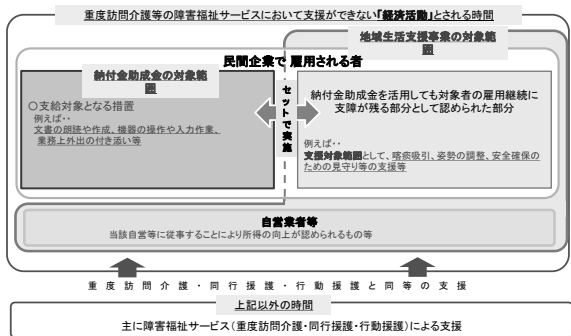 重度訪問介護等の障害福祉サービスにおいて支援ができない「経済活動」とされる時間
地域生活支援事業の対象範
囲
民間企業で 雇用される者
納付金助成金の対象範
囲
○支給対象となる措置
例えば‥
文書の朗読や作成、機器の操作や入力作業、
業務上外出の付き添い等
セットで実施
納付金助成金を活用しても対象者の雇用継続に
支障が残る部分として認められた部分
例えば‥
支援対象範囲として、喀痰吸引、姿勢の調整、安全確保の
ための見守り等の支援等
自営業者等
当該自営等に従事することにより所得の向上が認められるもの等
重度訪問介護・同行援護・行動援護と同等の支援
上記以外の時間
主に障害福祉サービス(重度訪問介護・同行援護・行動援護)による支援